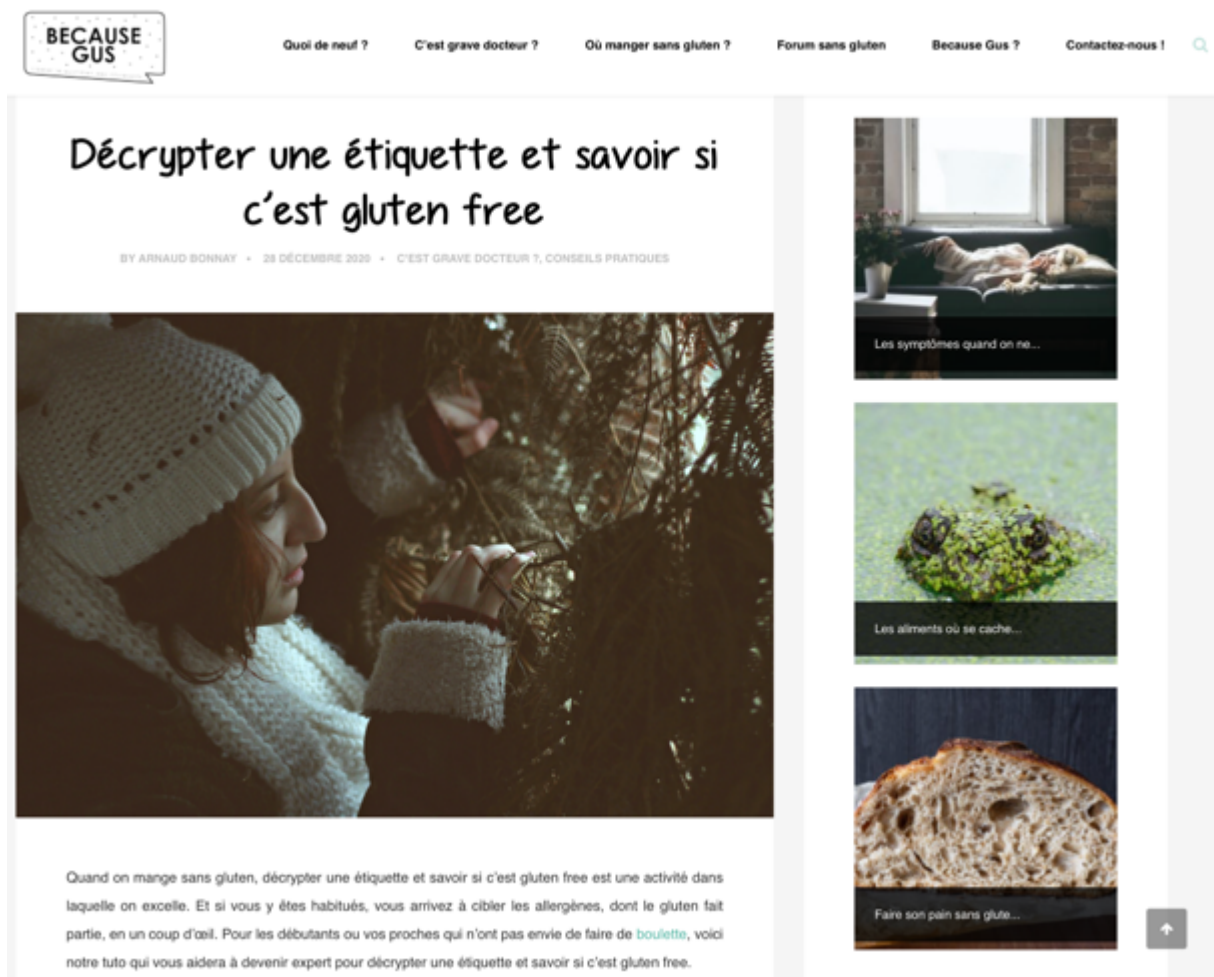 BECAUSE
GUS
Quoi de neuf ?
C'est grave docteur ?
Où manger sans gluten ?
Forum sans gluten
Because Gus ?
Contactez-nous !
Décrypter une étiquette et savoir si
c'est gluten free
BY ARNAUD BONNAY • 28 DÉCEMBRE 2020 • C'EST GRAVE DOCTEUR ?, CONSEILS PRATIQUES
Quand on mange sans gluten, décrypter une étiquette et savoir si c'est gluten free est une activité dans
laquelle on excelle. Et si vous y êtes habitués, vous arrivez à cibler les allergènes, dont le gluten fait
partie, en un coup d'œil. Pour les débutants ou vos proches qui n'ont pas envie de faire de boulette, voici
notre tuto qui vous aidera à devenir expert pour décrypter une étiquette et savoir si c'est gluten free.
Les symptômes quand on ne...
Les aliments où se cache...
Faire son pain sans glute...